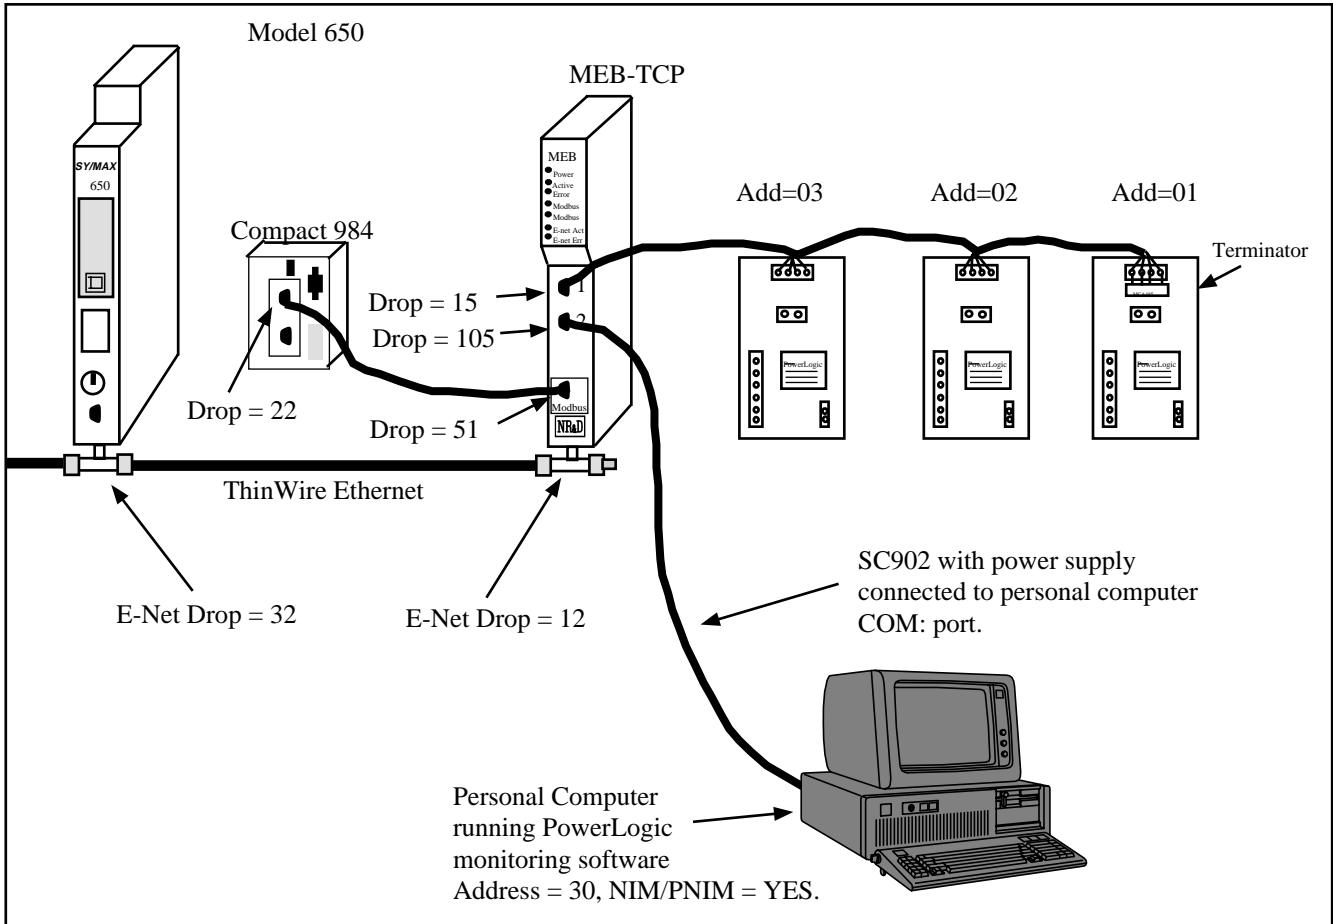 Model 650
MEB-TCP
SY/MAX
650
MEB
Power
Active
Error
Modbus
Modbus
E-net Act
E-net Err
Add=03
Add=02
Add=01
Terminator
Compact 984
1
2
Drop = 15
Drop = 105
Drop = 22
Drop = 51
Modbus
NR&D
PowerLogic
PowerLogic
PowerLogic
ThinWire Ethernet
E-Net Drop = 32
E-Net Drop = 12
SC902 with power supply
connected to personal computer
COM: port.
Personal Computer
running PowerLogic
monitoring software
Address = 30, NIM/PNIM = YES.